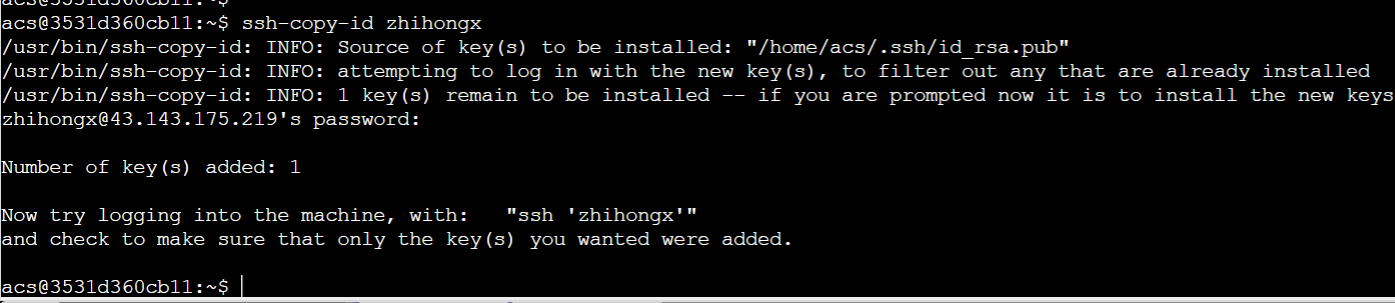 acs@3531d360cb11:~$
acs@3531d360cb11:~$ ssh-copy-id zhihongx
/usr/bin/ssh-copy-id: INFO: Source of key(s) to be installed: "/home/acs/.ssh/id_rsa.pub"
/usr/bin/ssh-copy-id: INFO: attempting to log in with the new key(s), to filter out any that are already installed
/usr/bin/ssh-copy-id: INFO: 1 key(s) remain to be installed -- if you are prompted now it is to install the new keys
zhihongx@43.143.175.219's password:
Number of key(s) added: 1
Now try logging into the machine, with:   "ssh 'zhihongx'"
and check to make sure that only the key(s) you wanted were added.
acs@3531d360cb11:~$